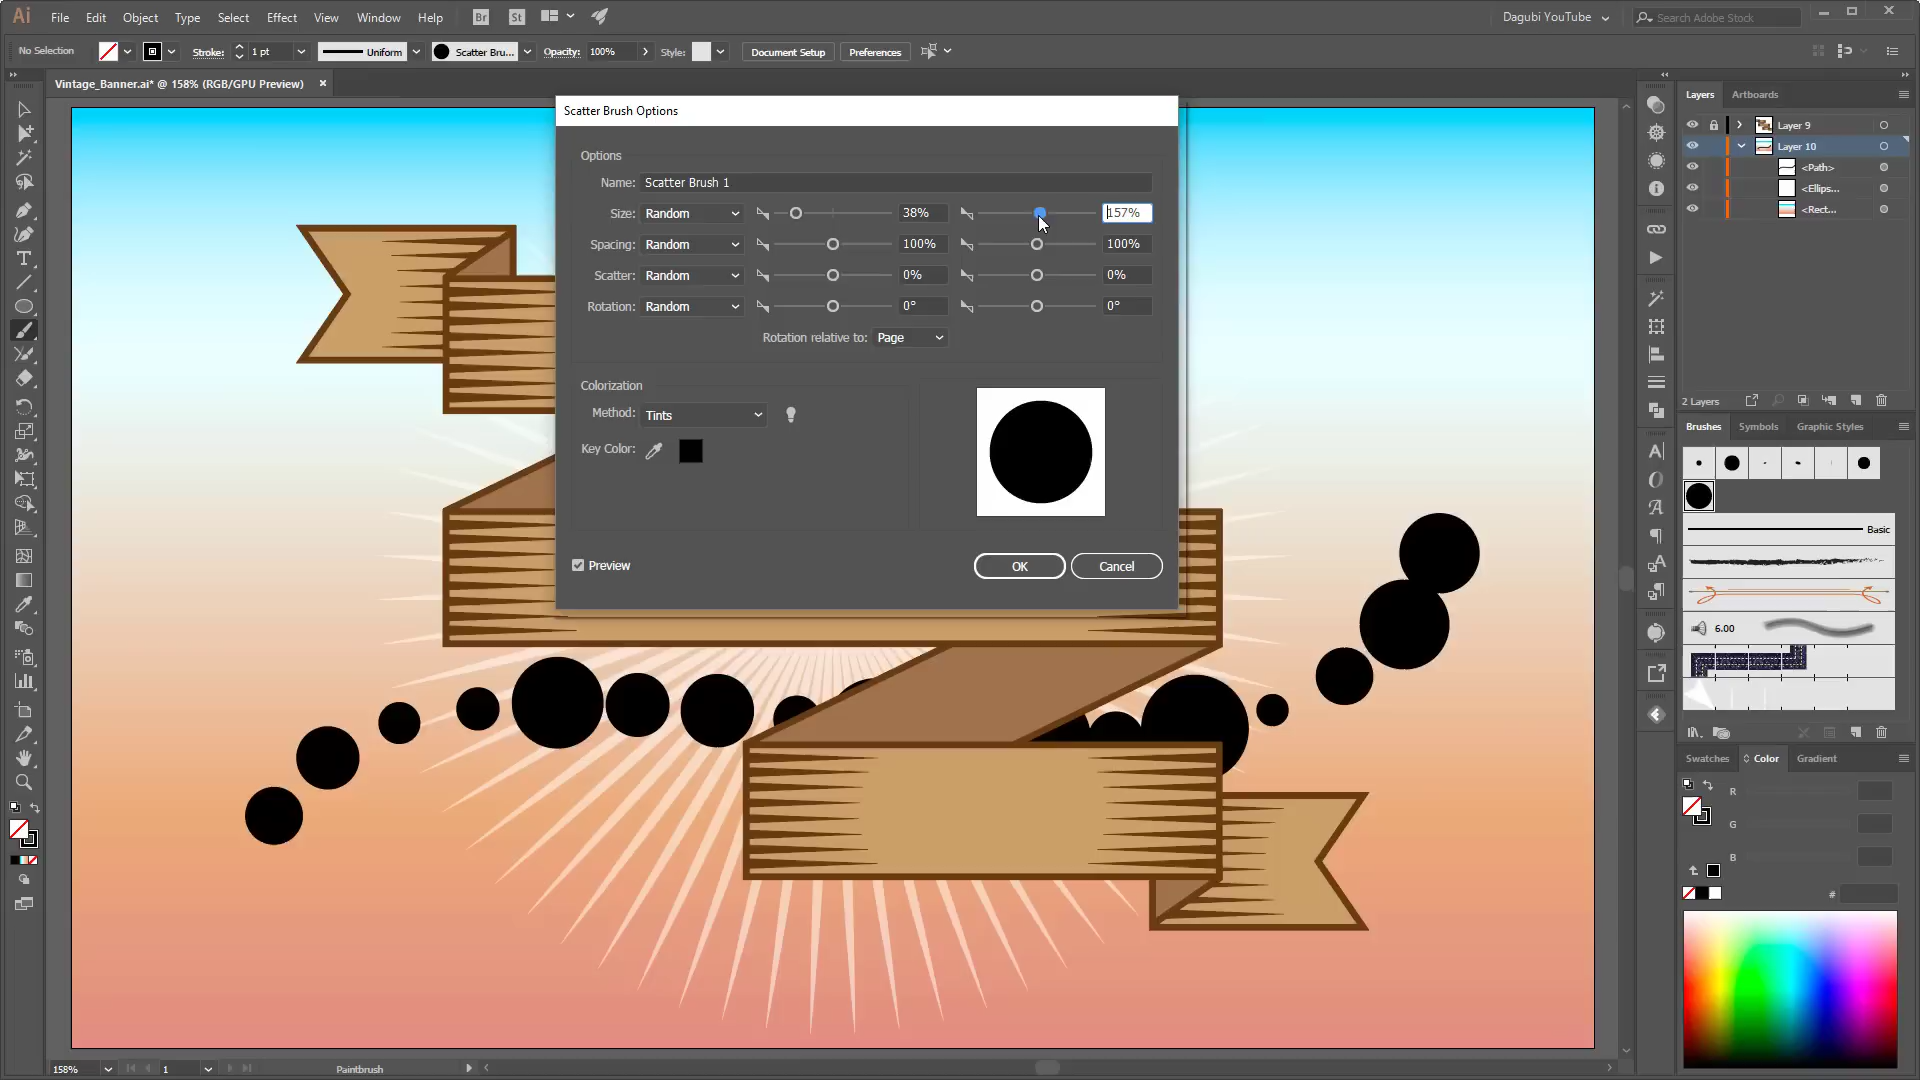 Ai File Edit Object Type Select Effect View Window Help Br St Dagubi YouTube Search Adobe Stock
No Selection Stroke: 1 pt Uniform Scatter Bru... Opacity: 100% Style: Document Setup Preferences
Vintage_Banner.ai* @ 158% (RGB/GPU Preview) ×
Scatter Brush Options
Options
Name: Scatter Brush 1
Size: Random 38% 157%
Spacing: Random 100% 100%
Scatter: Random 0% 0%
Rotation: Random 0° 0°
Rotation relative to: Page
Colorization
Method: Tints
Key Color:
Preview OK Cancel
Layers Artboards
Layer 9
Layer 10
<Path>
<Ellips...
<Rect...
2 Layers
Brushes Symbols Graphic Styles
Basic
6.00
Swatches Color Gradient
R
G
B
#
158% 1 Paintbrush